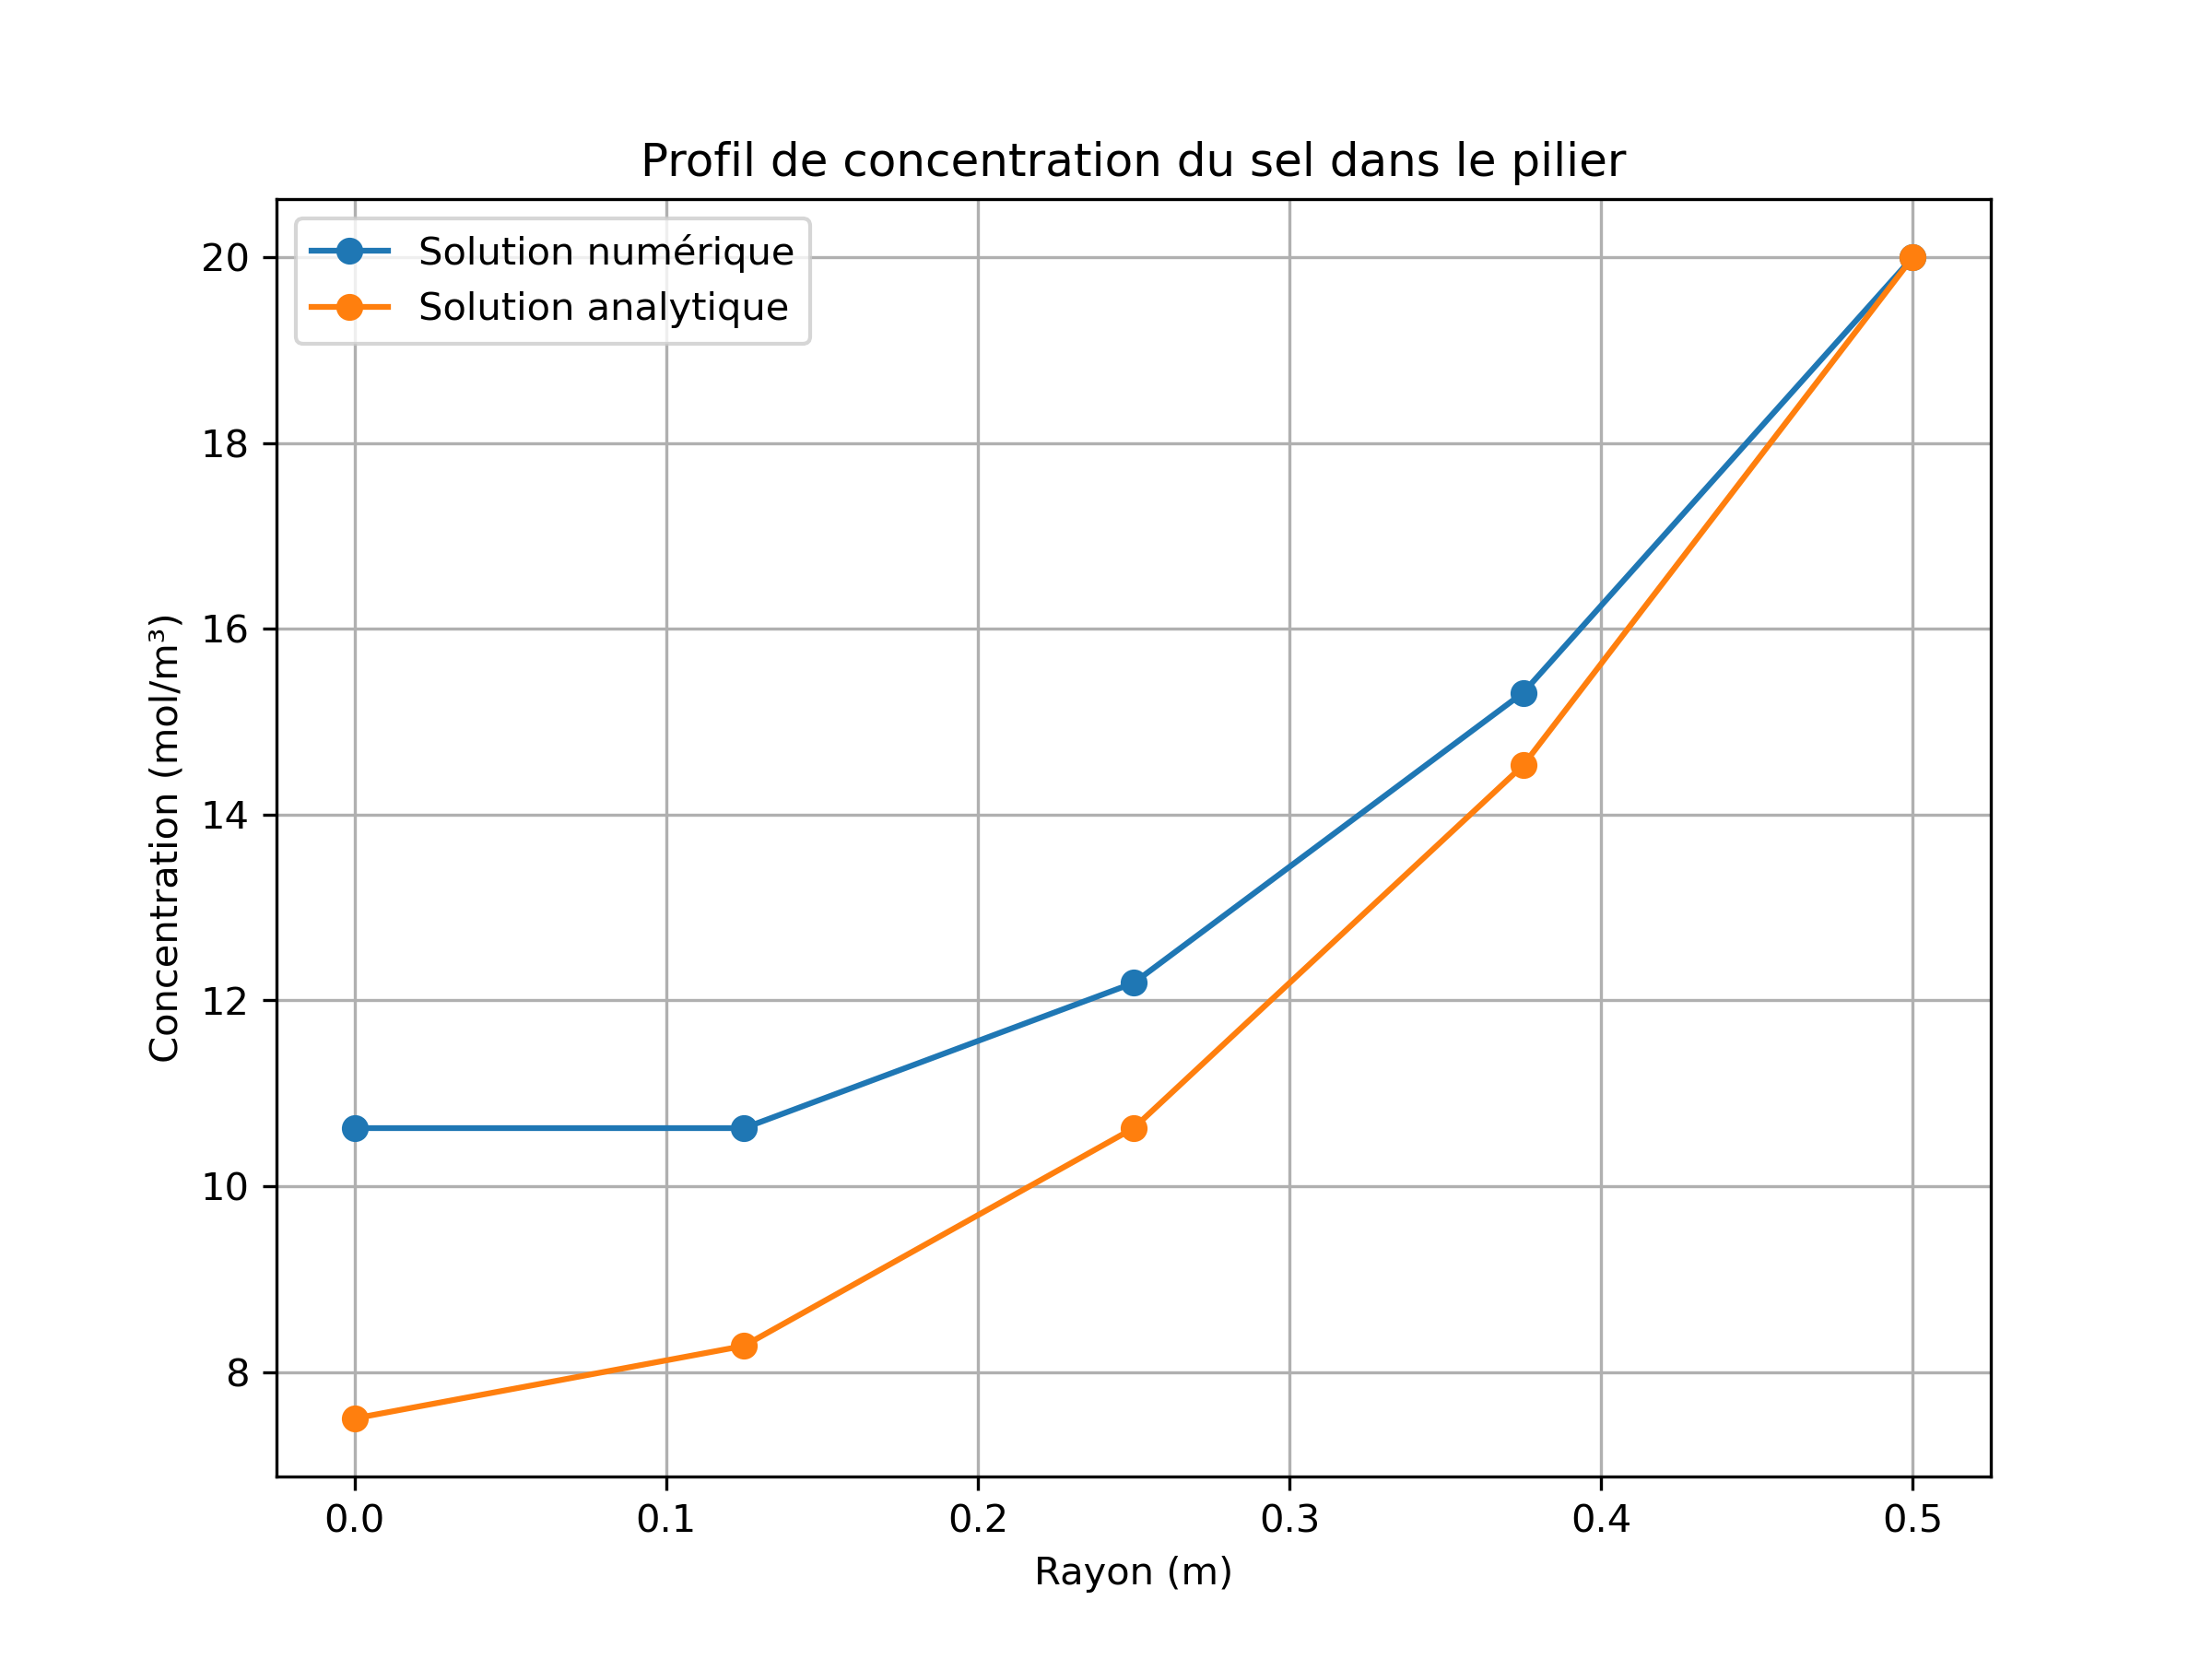 Profil de concentration du sel dans le pilier
Solution numérique
Solution analytique
20
18
16
14
12
10
8
Concentration (mol/m³)
0.0 0.1 0.2 0.3 0.4 0.5
Rayon (m)